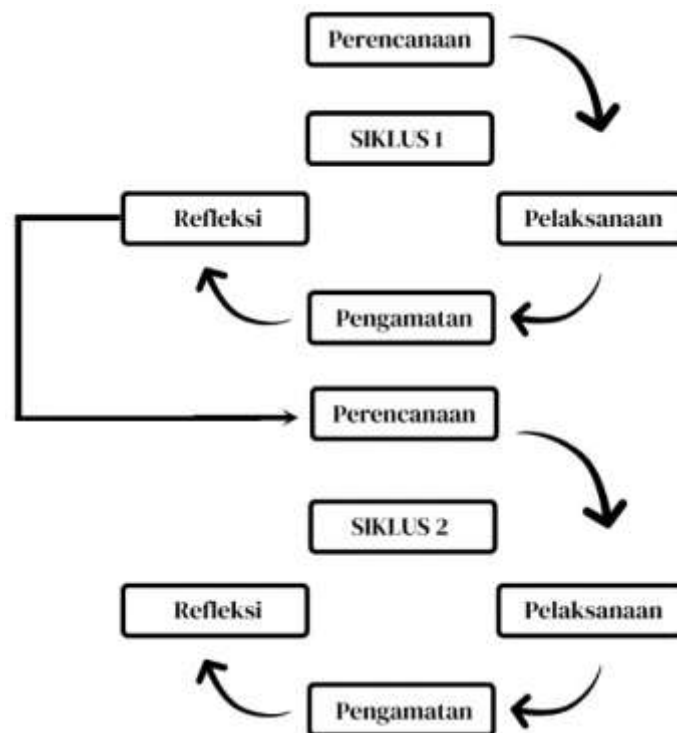 Perencanaan
SIKLUS 1
Refleksi
Pelaksanaan
Pengamatan
Perencanaan
SIKLUS 2
Refleksi
Pelaksanaan
Pengamatan